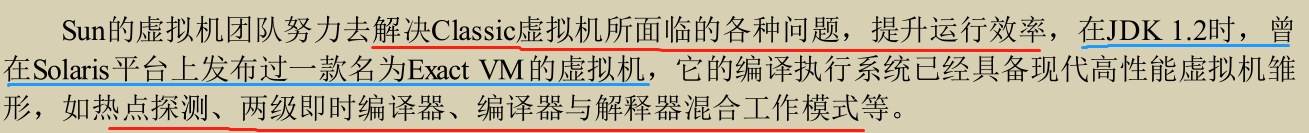 Sun的虚拟机团队努力去解决Classic虚拟机所面临的各种问题，提升运行效率，在JDK 1.2时，曾
在Solaris平台上发布过一款名为Exact VM的虚拟机，它的编译执行系统已经具备现代高性能虚拟机雏
形，如热点探测、两级即时编译器、编译器与解释器混合工作模式等。